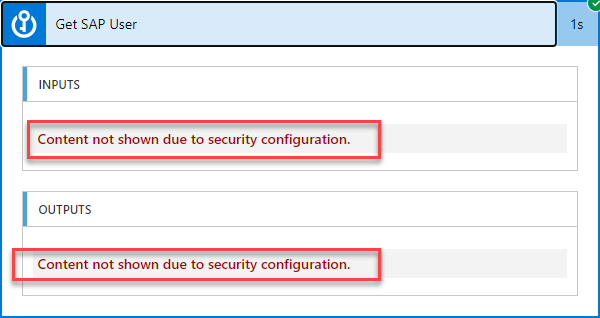 Get SAP User
1s
INPUTS
Content not shown due to security configuration.
OUTPUTS
Content not shown due to security configuration.